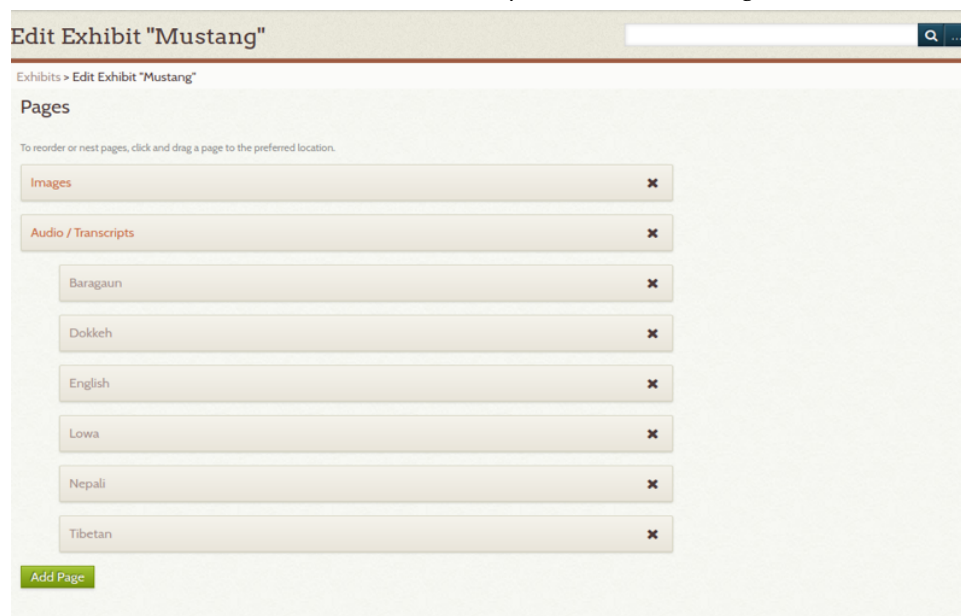 Edit Exhibit "Mustang"
...
Exhibits > Edit Exhibit "Mustang"
Pages
To reorder or nest pages, click and drag a page to the preferred location.
Images
Audio / Transcripts
Baragaun
Dokkeh
English
Lowa
Nepali
Tibetan
Add Page